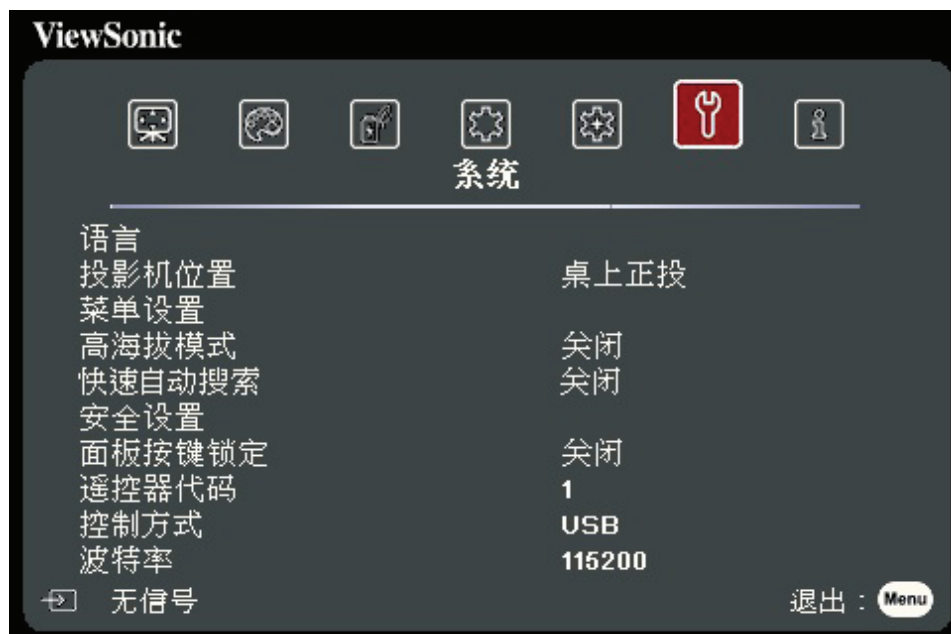 ViewSonic
系统
语言
投影机位置 桌上正投
菜单设置
高海拔模式 关闭
快速自动搜索 关闭
安全设置
面板按键锁定 关闭
遥控器代码 1
控制方式 USB
波特率 115200
无信号 退出：Menu